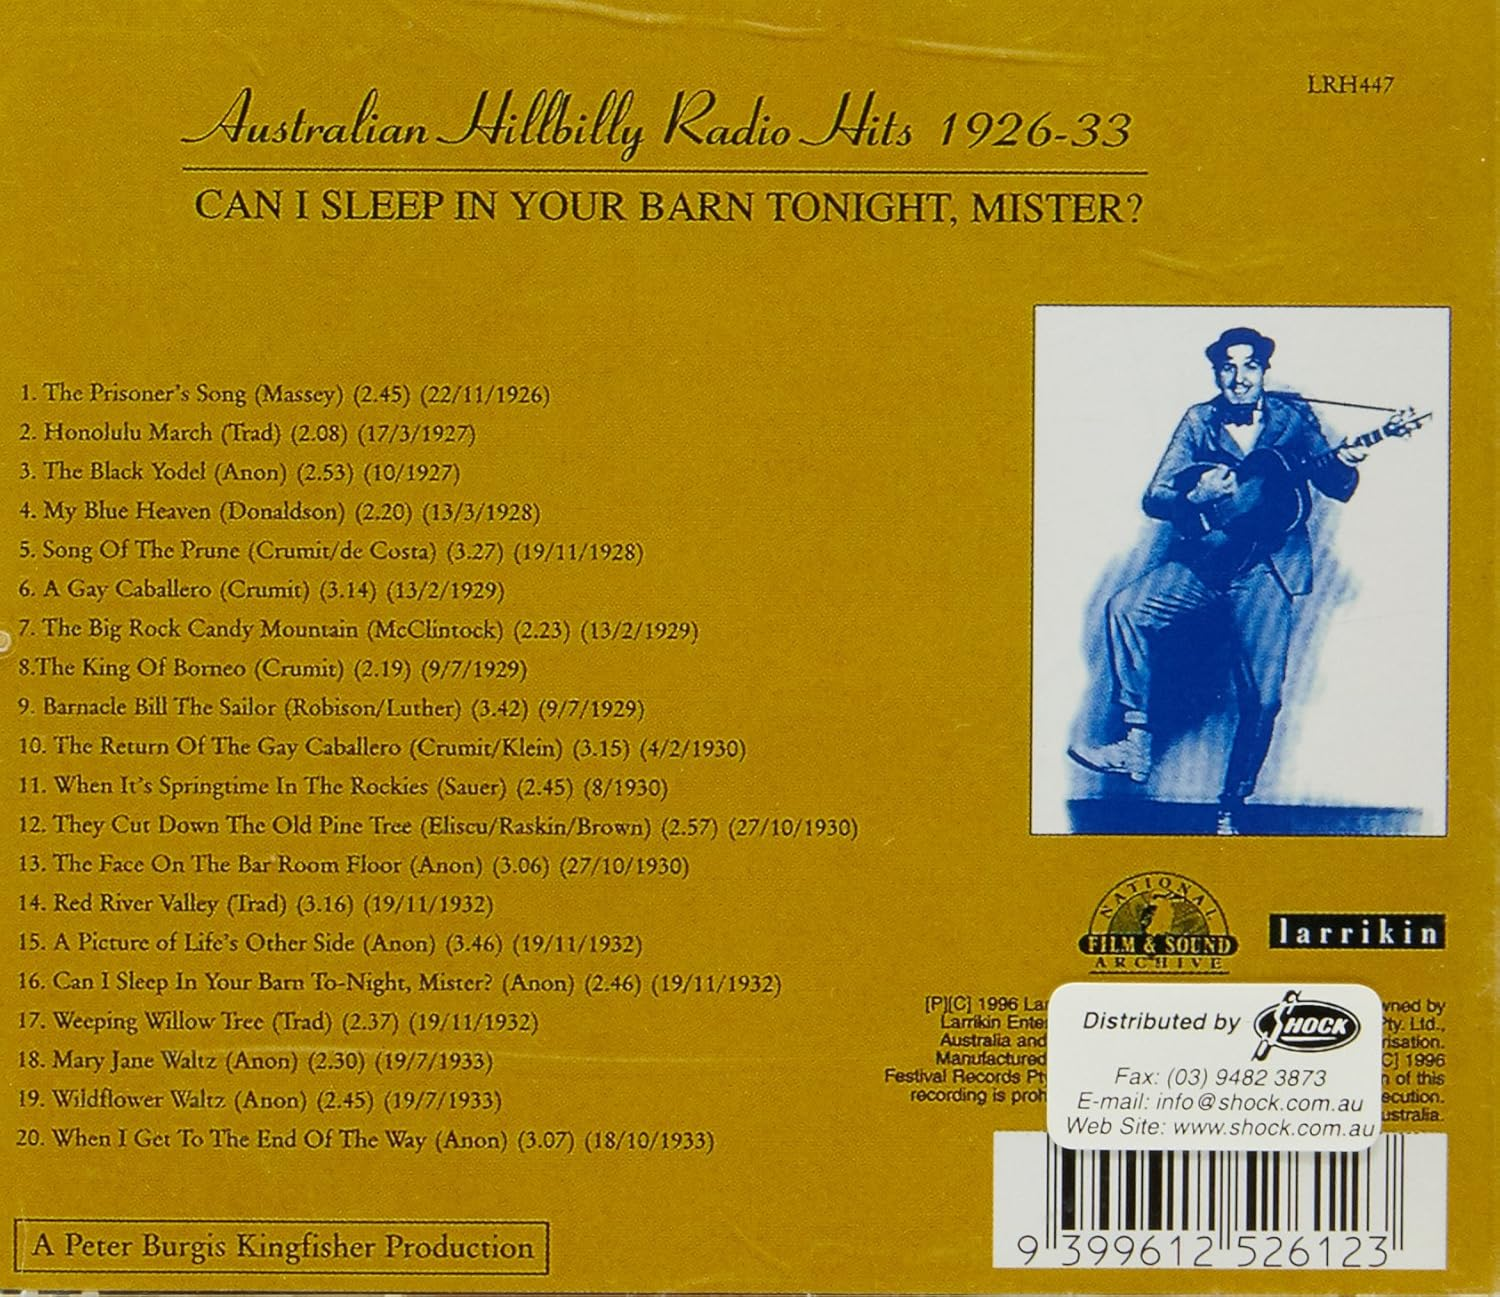 LRH447
Australian Hillbilly Radio Hits 1926-33
CAN I SLEEP IN YOUR BARN TONIGHT, MISTER?
1. The Prisoner's Song (Massey) (2.45) (22/11/1926)
2. Honolulu March (Trad) (2.08) (17/3/1927)
3. The Black Yodel (Anon) (2.53) (10/1927)
4. My Blue Heaven (Donaldson) (2.20) (13/3/1928)
5. Song Of The Prune (Crumit/de Costa) (3.27) (19/11/1928)
6. A Gay Caballero (Crumit) (3.14) (13/2/1929)
7. The Big Rock Candy Mountain (McClintock) (2.23) (13/2/1929)
8.The King Of Borneo (Crumit) (2.19) (9/7/1929)
9. Barnacle Bill The Sailor (Robison/Luther) (3.42) (9/7/1929)
10. The Return Of The Gay Caballero (Crumit/Klein) (3.15) (4/2/1930)
11. When It's Springtime In The Rockies (Sauer) (2.45) (8/1930)
12. They Cut Down The Old Pine Tree (Eliscu/Raskin/Brown) (2.57) (27/10/1930)
13. The Face On The Bar Room Floor (Anon) (3.06) (27/10/1930)
14. Red River Valley (Trad) (3.16) (19/11/1932)
15. A Picture of Life's Other Side (Anon) (3.46) (19/11/1932)
16. Can I Sleep In Your Barn To-Night, Mister? (Anon) (2.46) (19/11/1932)
17. Weeping Willow Tree (Trad) (2.37) (19/11/1932)
18. Mary Jane Waltz (Anon) (2.30) (19/7/1933)
19. Wildflower Waltz (Anon) (2.45) (19/7/1933)
20. When I Get To The End Of The Way (Anon) (3.07) (18/10/1933)
A Peter Burgis Kingfisher Production
NATIONAL
FILM & SOUND
ARCHIVE
larrikin
[P][C] 1996
Larrikin
Pty. Ltd.,
Australia and
Manufactured
C] 1996
Festival Records
of this
recording is
Distributed by SHOCK
Fax: (03) 9482 3873
E-mail: info@shock.com.au
Web Site: www.shock.com.au
9 399612 526123